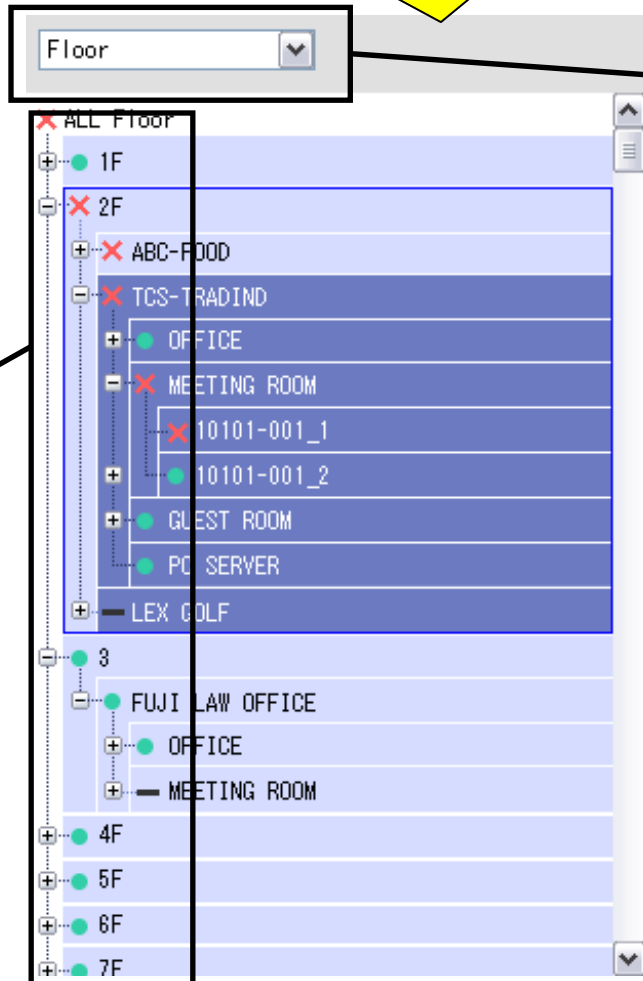 Floor
ALL Floor
1F
2F
ABC-FOOD
TCS-TRADIND
OFFICE
MEETING ROOM
10101-001_1
10101-001_2
GUEST ROOM
PC SERVER
LEX GOLF
3
FUJI LAW OFFICE
OFFICE
MEETING ROOM
4F
5F
6F
7F